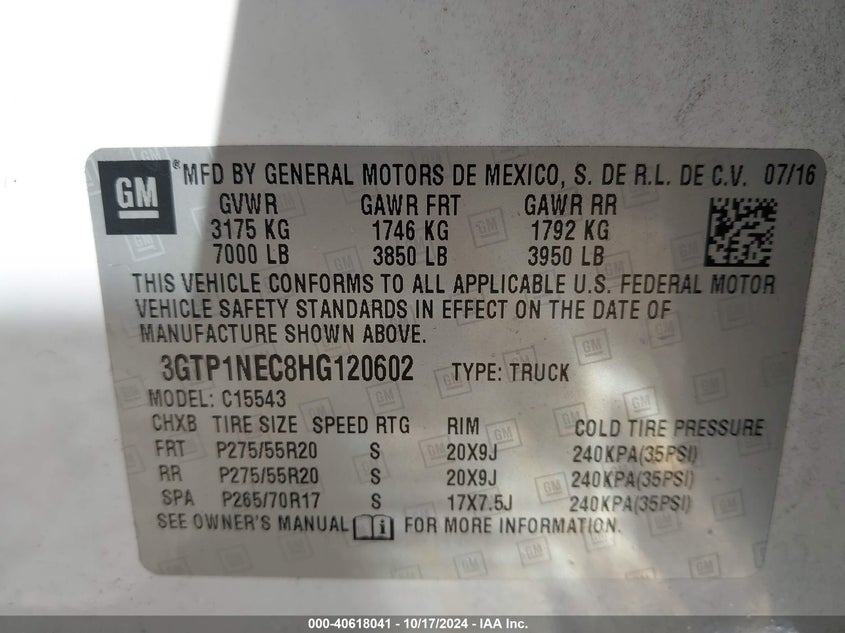 GM ® MFD BY GENERAL MOTORS DE MEXICO, S. DE R.L. DE C.V. 07/16
GVWR GAWR FRT GAWR RR
3175 KG 1746 KG 1792 KG
7000 LB 3850 LB 3950 LB
THIS VEHICLE CONFORMS TO ALL APPLICABLE U.S. FEDERAL MOTOR
VEHICLE SAFETY STANDARDS IN EFFECT ON THE DATE OF
MANUFACTURE SHOWN ABOVE.
3GTP1NEC8HG120602 TYPE: TRUCK
MODEL: C15543
CHXB TIRE SIZE SPEED RTG RIM COLD TIRE PRESSURE
FRT P275/55R20 S 20X9J 240KPA(35PSI)
RR P275/55R20 S 20X9J 240KPA(35PSI)
SPA P265/70R17 S 17X7.5J 240KPA(35PSI)
SEE OWNER'S MANUAL i FOR MORE INFORMATION.
000-40618041 - 10/17/2024 - IAA Inc.